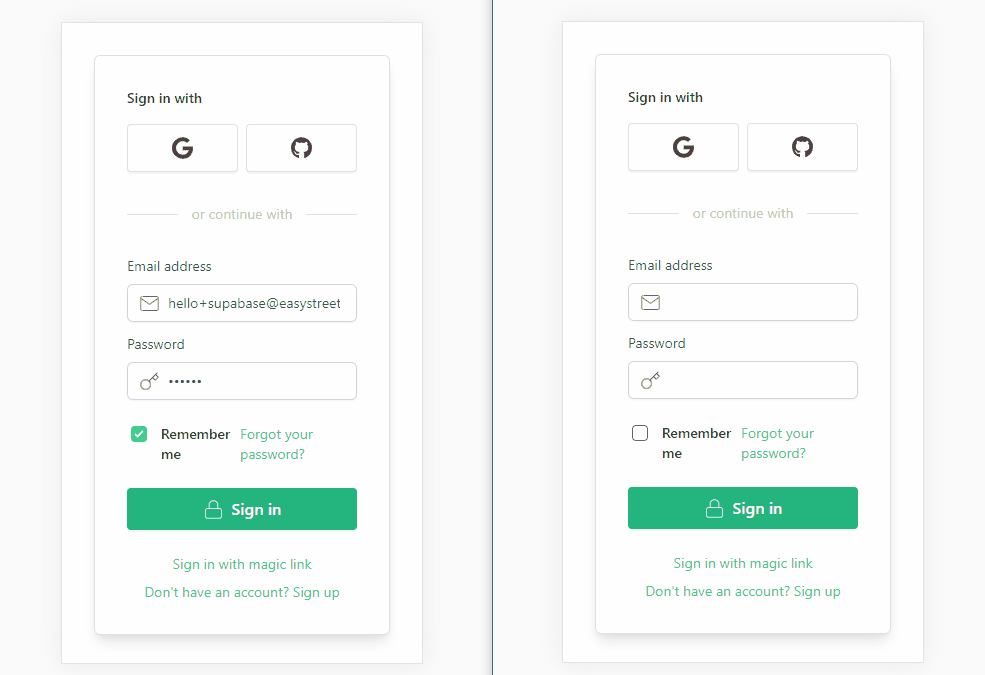 Sign in with
or continue with
Email address
hello+supabase@easystreet
Password
••••••
Remember me
Forgot your password?
Sign in
Sign in with magic link
Don't have an account? Sign up
Sign in with
or continue with
Email address
Password
Remember me
Forgot your password?
Sign in
Sign in with magic link
Don't have an account? Sign up